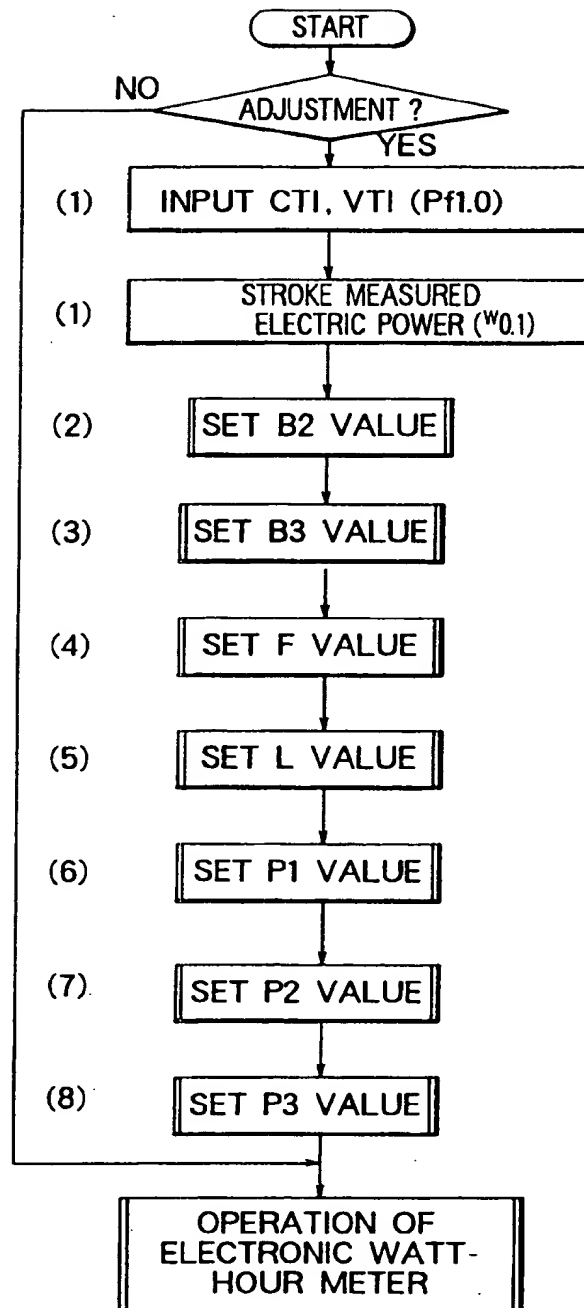 START
NO
ADJUSTMENT ?
YES
(1)
INPUT CTI, VTI (Pf1.0)
(1)
STROKE MEASURED
ELECTRIC POWER (W0.1)
(2)
SET B2 VALUE
(3)
SET B3 VALUE
(4)
SET F VALUE
(5)
SET L VALUE
(6)
SET P1 VALUE
(7)
SET P2 VALUE
(8)
SET P3 VALUE
OPERATION OF
ELECTRONIC WATT-
HOUR METER